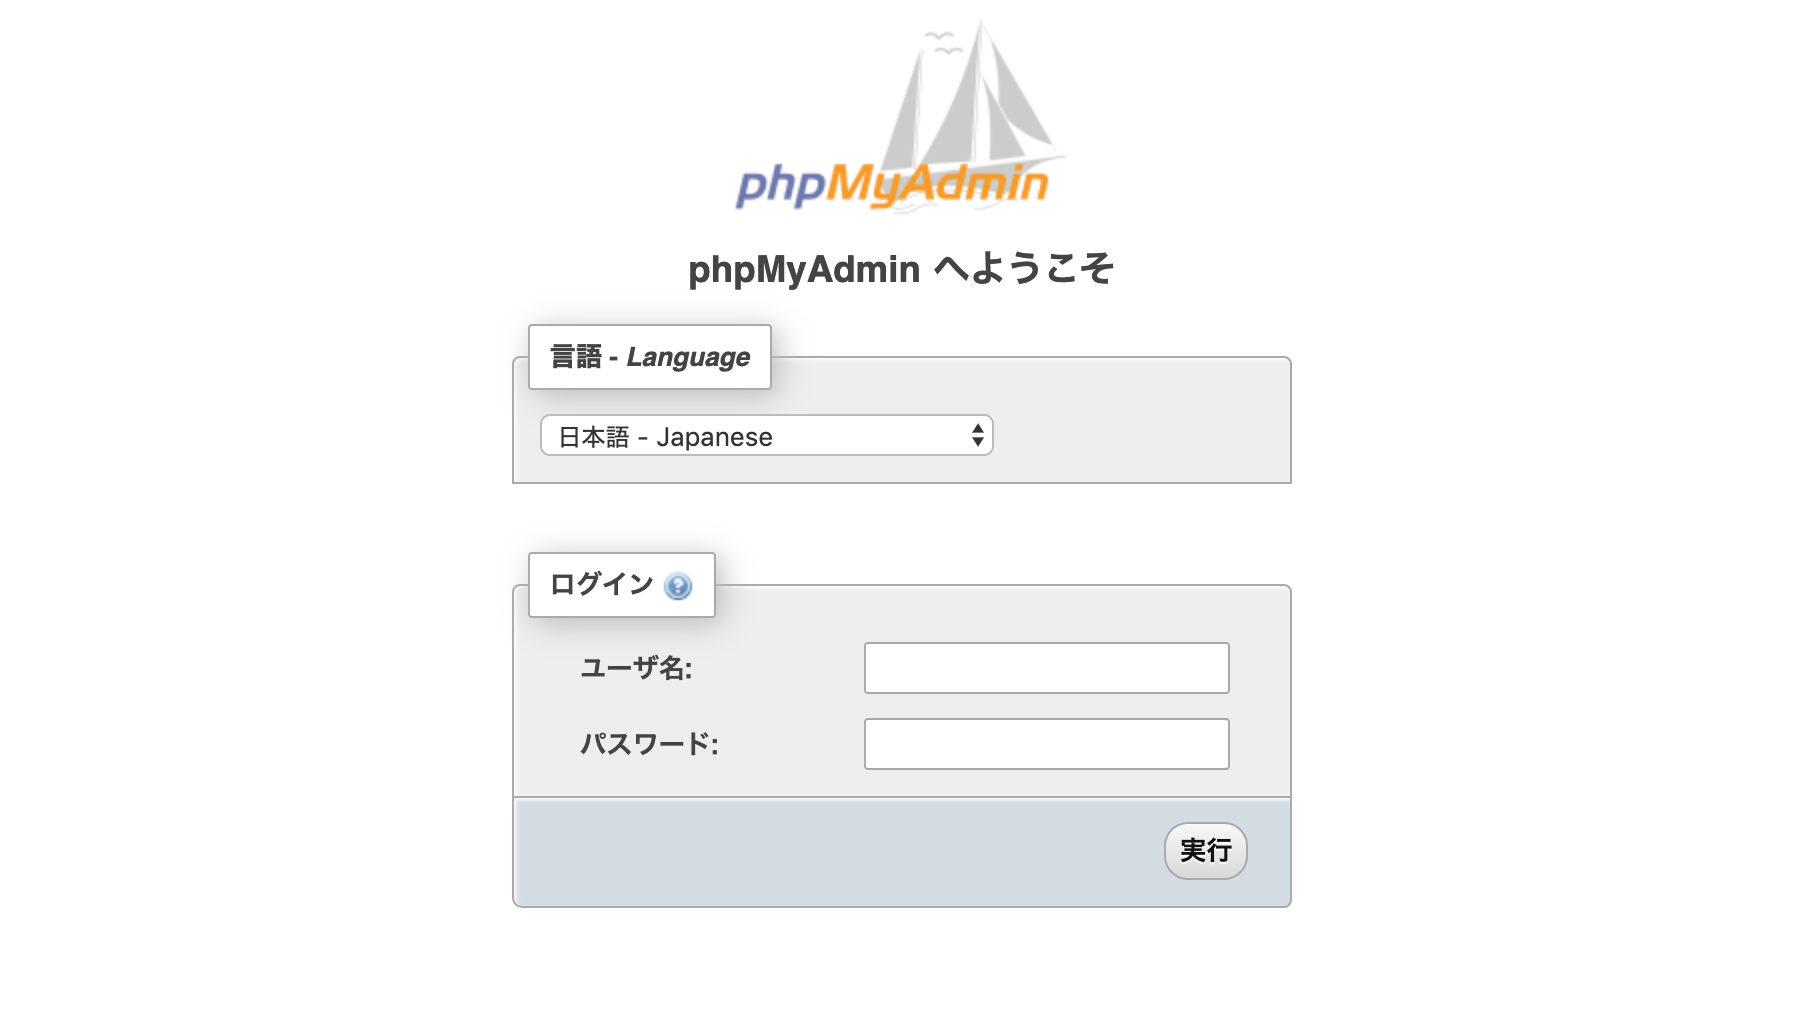 phpMyAdmin
phpMyAdmin へようこそ
言語 - Language
日本語 - Japanese
ログイン
ユーザ名:
パスワード:
実行